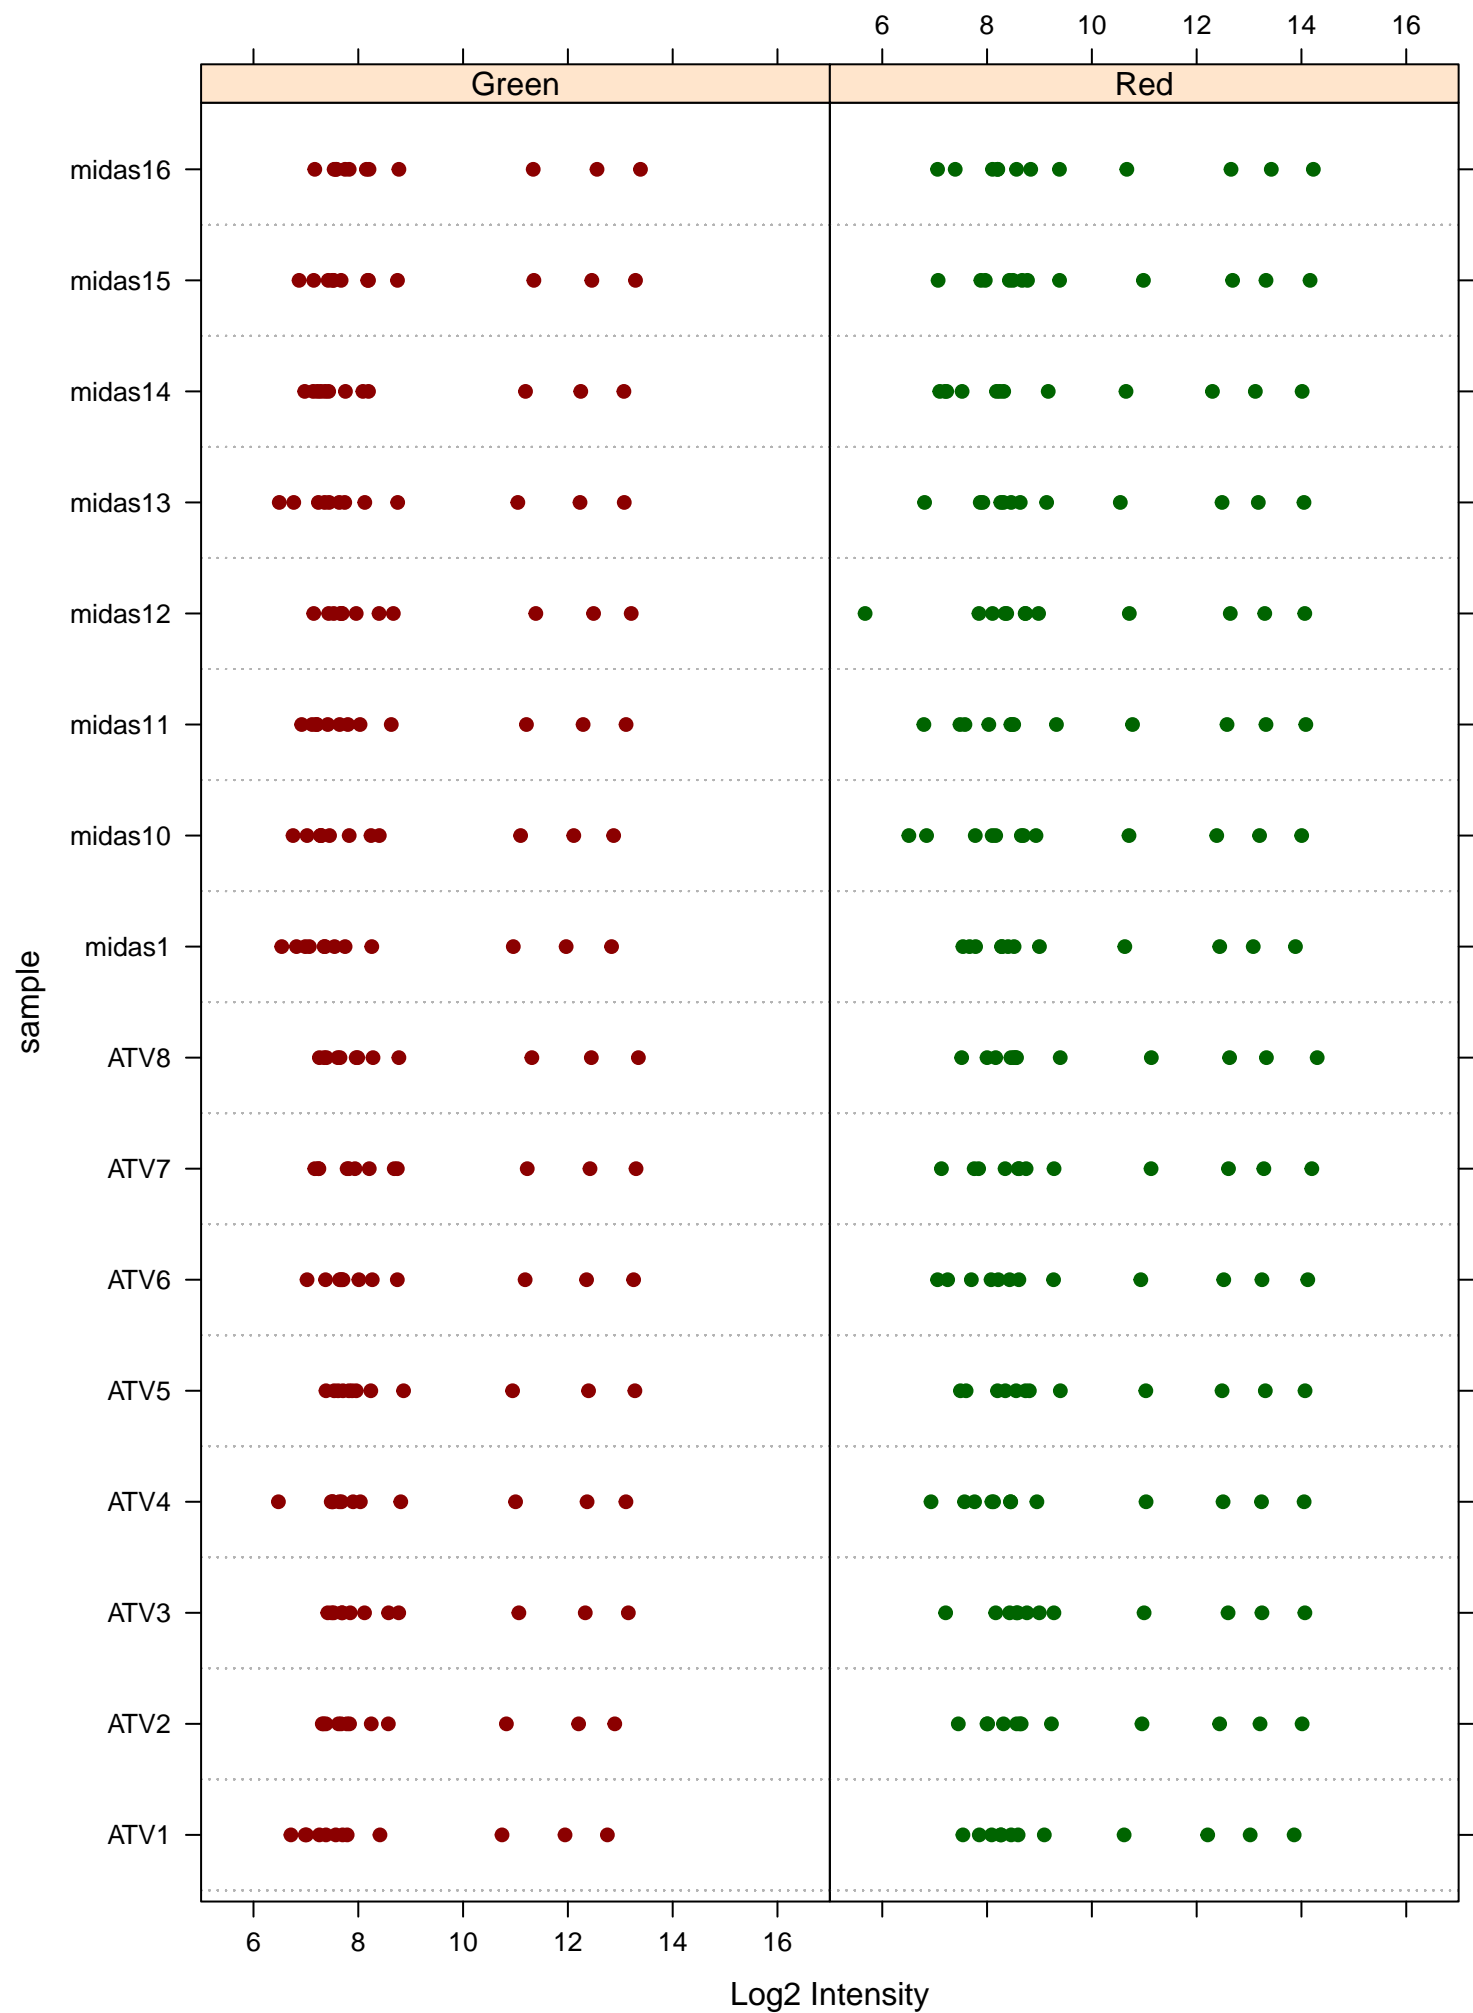 6 8 10 12 14 16
Green Red
midas16
midas15
midas14
midas13
midas12
midas11
midas10
midas1
ATV8
ATV7
ATV6
ATV5
ATV4
ATV3
ATV2
ATV1
sample
6 8 10 12 14 16
Log2 Intensity